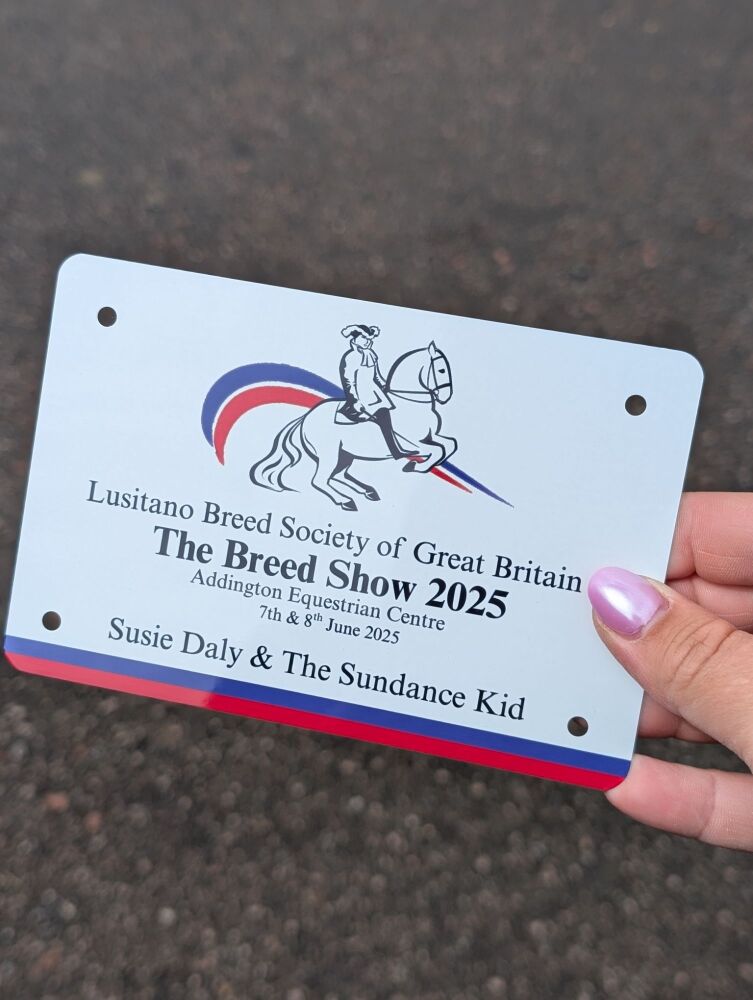 Lusitano Breed Society of Great Britain
The Breed Show 2025
Addington Equestrian Centre
7th & 8th June 2025
Susie Daly & The Sundance Kid